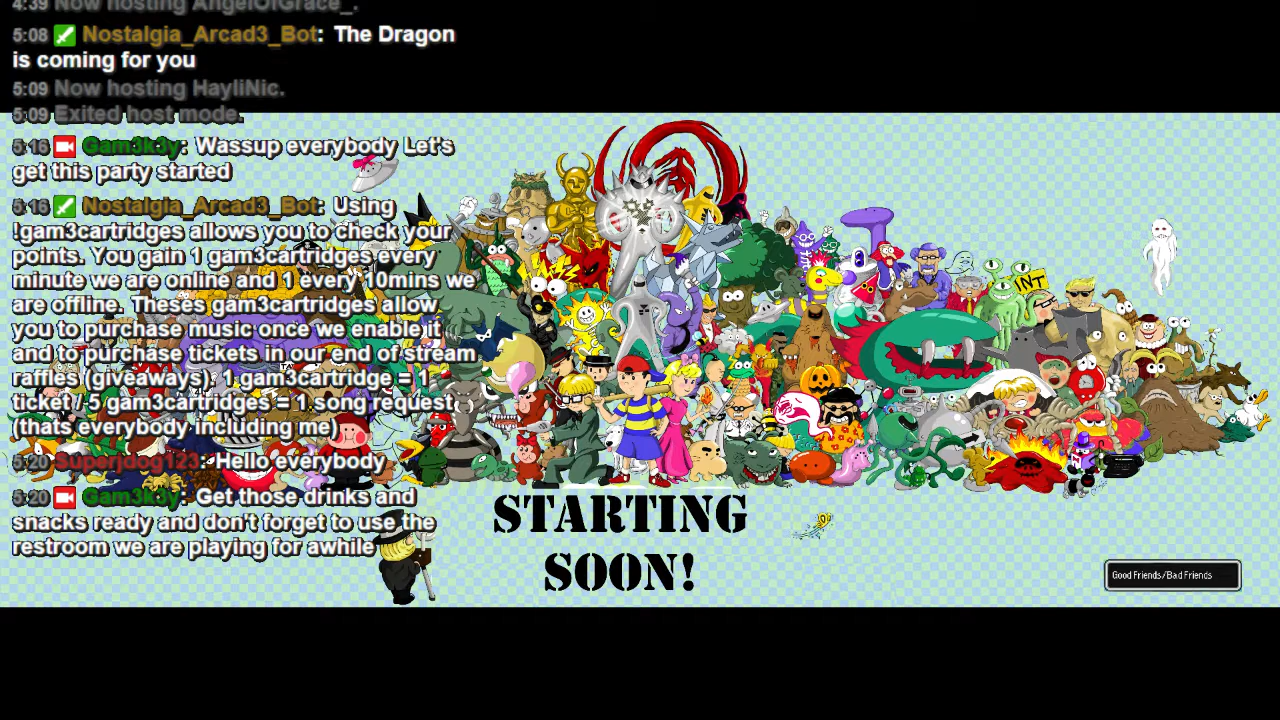 4:39 Now hosting AngelOfGrace_.
5:08 Nostalgia_Arcad3_Bot: The Dragon
is coming for you
5:09 Now hosting HayliNic.
5:09 Exited host mode.
5:16 Gam3k3y: Wassup everybody Let's
get this party started
5:16 Nostalgia_Arcad3_Bot: Using
!gam3cartridges allows you to check your
points. You gain 1 gam3cartridges every
minute we are online and 1 every 10mins we
are offline. Theses gam3cartridges allow
you to purchase music once we enable it
and to purchase tickets in our end of stream
raffles (giveaways). 1 gam3cartridge = 1
ticket / 5 gam3cartridges = 1 song request
(thats everybody including me)
5:20 Superjdog123: Hello everybody
5:20 Gam3k3y: Get those drinks and
snacks ready and don't forget to use the
restroom we are playing for awhile
INT
STARTING
SOON!
Good Friends/Bad Friends